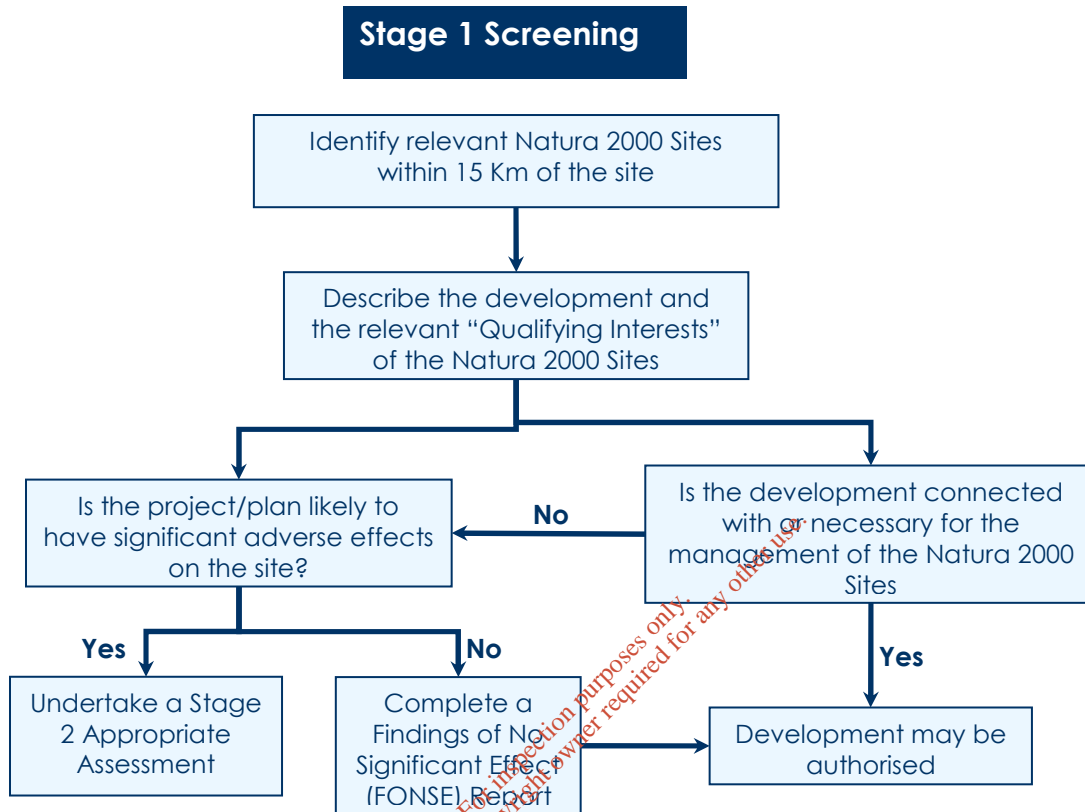 Stage 1 Screening
Identify relevant Natura 2000 Sites
within 15 Km of the site
Describe the development and
the relevant “Qualifying Interests”
of the Natura 2000 Sites
Is the project/plan likely to
have significant adverse effects
on the site?
No
Is the development connected
with or necessary for the
management of the Natura 2000
Sites
Yes
No
Yes
Undertake a Stage
2 Appropriate
Assessment
Complete a
Findings of No
Significant Effect
(FONSE) Report
Development may be
authorised
For inspection purposes only.
owner required for any other use.